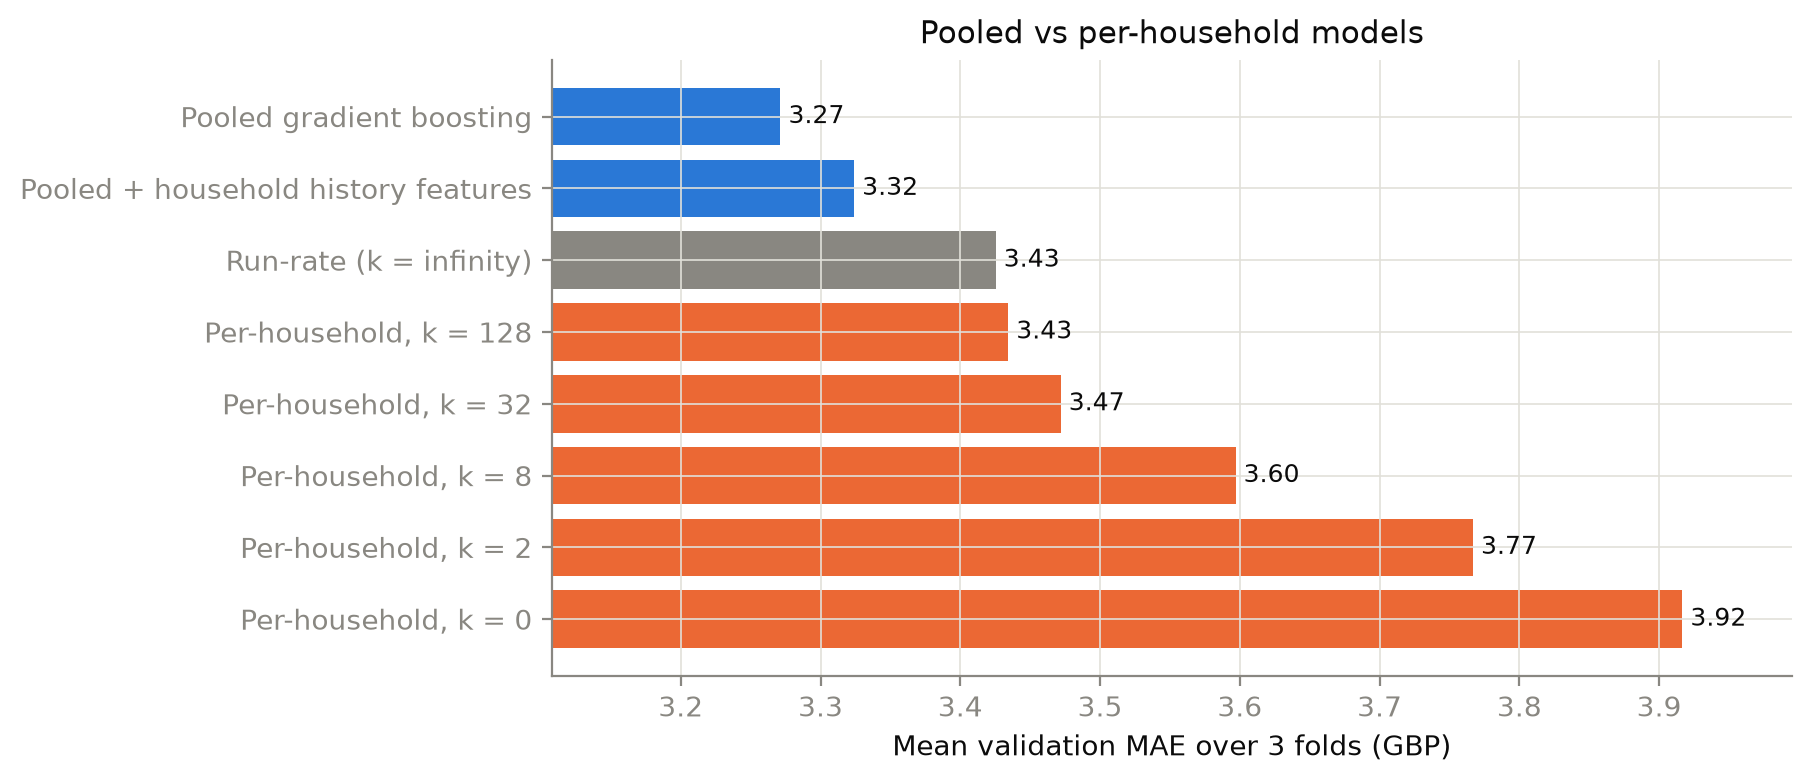 Pooled vs per-household models
Pooled gradient boosting
3.27
Pooled + household history features
3.32
Run-rate (k = infinity)
3.43
Per-household, k = 128
3.43
Per-household, k = 32
3.47
Per-household, k = 8
3.60
Per-household, k = 2
3.77
Per-household, k = 0
3.92
3.2 3.3 3.4 3.5 3.6 3.7 3.8 3.9
Mean validation MAE over 3 folds (GBP)